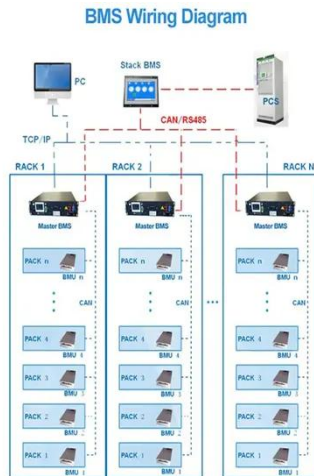 BMS Wiring Diagram
PC
Stack BMS
PCS
CAN/RS485
TCP/IP
RACK 1
RACK 2
RACK N
Master BMS
Master BMS
Master BMS
PACK n
BMU n
PACK n
BMU n
PACK n
BMU n
CAN
CAN
CAN
PACK 4
BMU 4
PACK 4
BMU 4
PACK 4
BMU 4
PACK 3
BMU 3
PACK 3
BMU 3
PACK 3
BMU 3
PACK 2
BMU 2
PACK 2
BMU 2
PACK 2
BMU 2
PACK 1
BMU 1
PACK 1
BMU 1
PACK 1
BMU 1